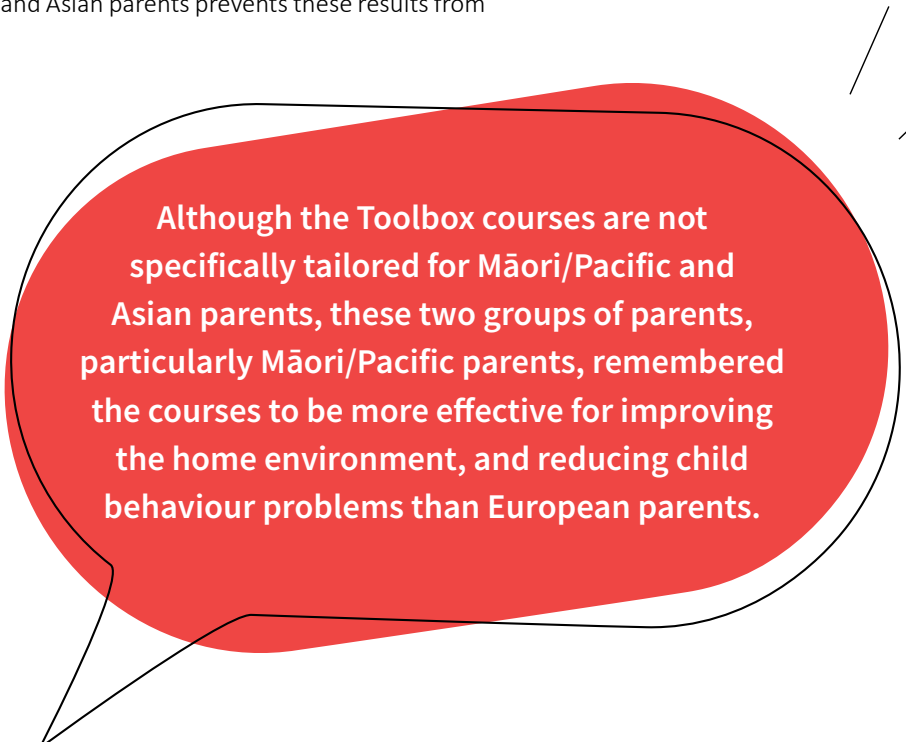 and Asian parents prevents these results from
Although the Toolbox courses are not
specifically tailored for Māori/Pacific and
Asian parents, these two groups of parents,
particularly Māori/Pacific parents, remembered
the courses to be more effective for improving
the home environment, and reducing child
behaviour problems than European parents.